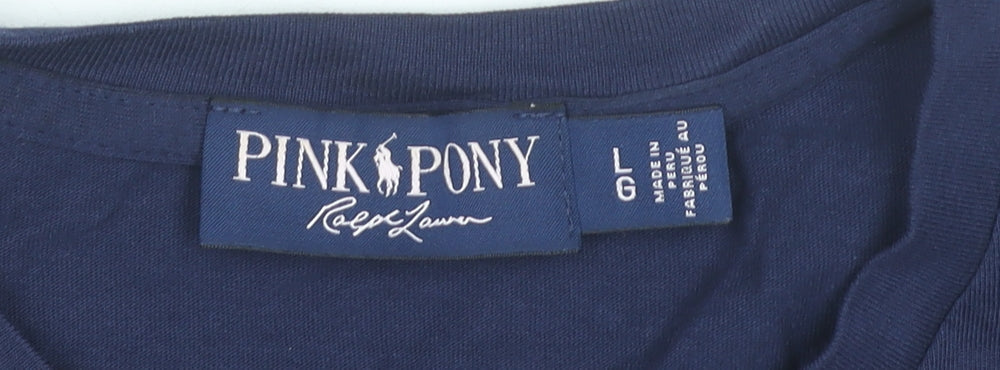 PINK PONY
Ralph Lauren
L
G
MADE IN
PERU
FABRIQUÉ AU
PÉROU